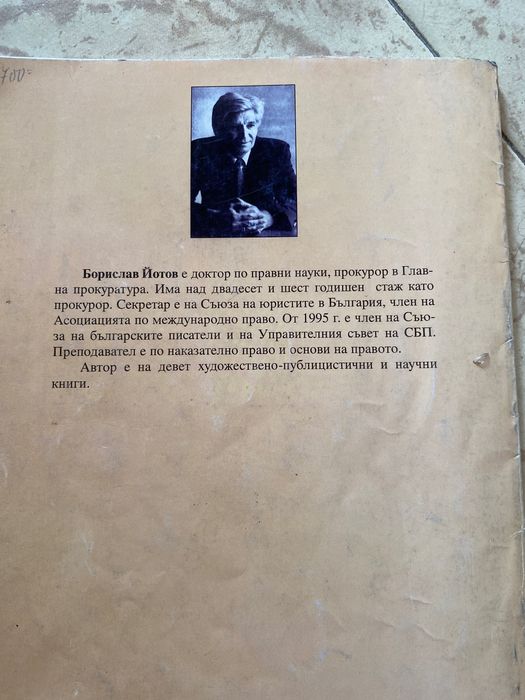 700=
Борислав Йотов е доктор по правни науки, прокурор в Глав-
на прокуратура. Има над двадесет и шест годишен стаж като
прокурор. Секретар е на Съюза на юристите в България, член на
Асоциацията по международно право. От 1995 г. е член на Съю-
за на българските писатели и на Управителния съвет на СБП.
Преподавател е по наказателно право и основи на правото.
Автор е на девет художествено-публицистични и научни
книги.